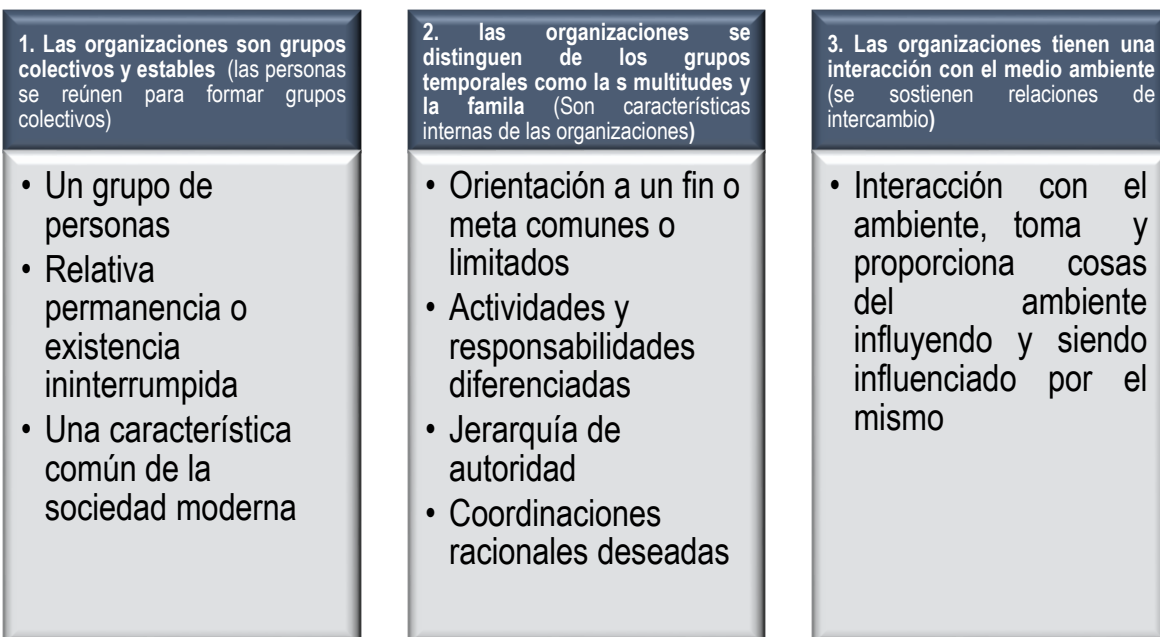 1. Las organizaciones son grupos
colectivos y estables (las personas
se reúnen para formar grupos
colectivos)
• Un grupo de
personas
• Relativa
permanencia o
existencia
ininterrumpida
• Una característica
común de la
sociedad moderna
2. las organizaciones se
distinguen de los grupos
temporales como la s multitudes y
la famila (Son características
internas de las organizaciones)
• Orientación a un fin o
meta comunes o
limitados
• Actividades y
responsabilidades
diferenciadas
• Jerarquía de
autoridad
• Coordinaciones
racionales deseadas
3. Las organizaciones tienen una
interacción con el medio ambiente
(se sostienen relaciones de
intercambio)
• Interacción con el
ambiente, toma y
proporciona cosas
del ambiente
influyendo y siendo
influenciado por el
mismo